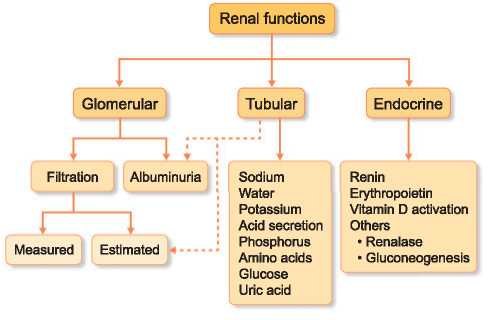 Renal functions
Glomerular
Tubular
Endocrine
Filtration
Albuminuria
Measured
Estimated
Sodium
Water
Potassium
Acid secretion
Phosphorus
Amino acids
Glucose
Uric acid
Renin
Erythropoietin
Vitamin D activation
Others
• Renalase
• Gluconeogenesis